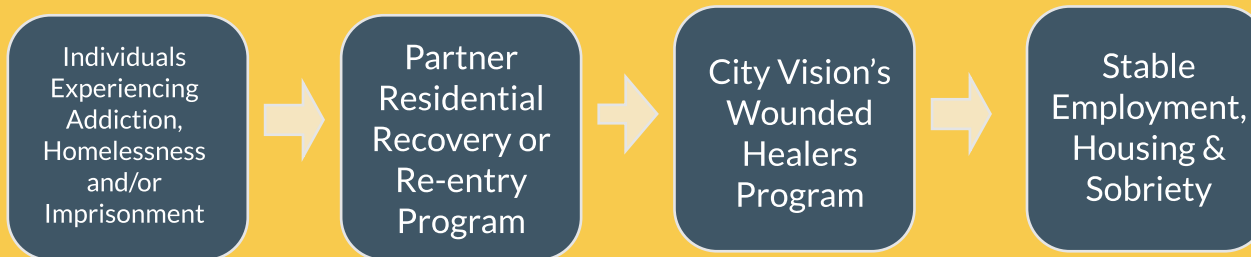 Individuals
Experiencing
Addiction,
Homelessness
and/or
Imprisonment
Partner
Residential
Recovery or
Re-entry
Program
City Vision’s
Wounded
Healers
Program
Stable
Employment,
Housing &
Sobriety